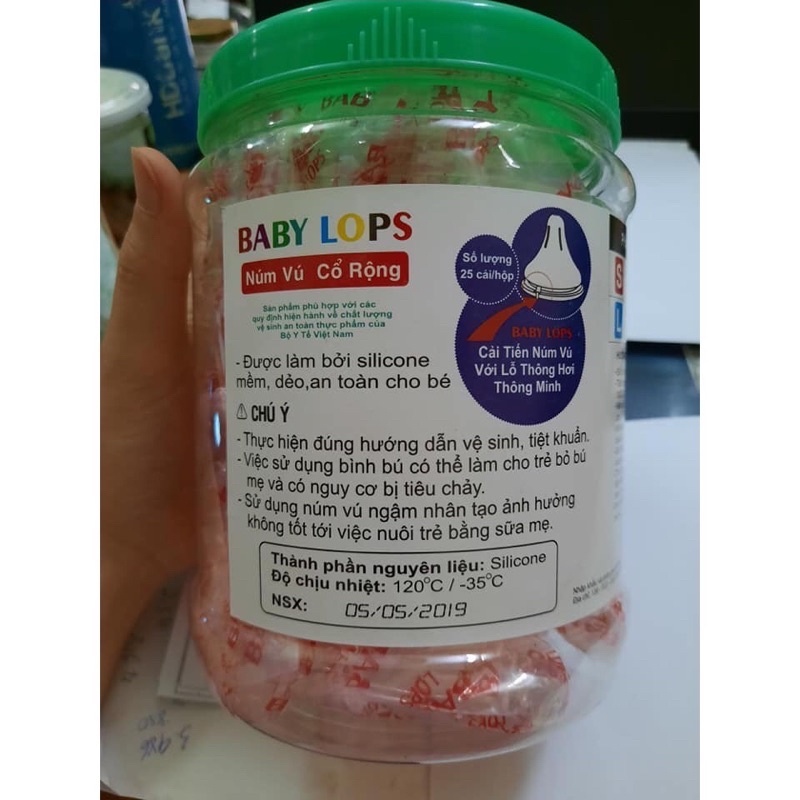 HDBank
BABY LOPS
Núm Vú Cổ Rộng
Sản phẩm phù hợp với các
quy định hiện hành về chất lượng
vệ sinh an toàn thực phẩm của
Bộ Y Tế Việt Nam
Số lượng
25 cái/hộp
BABY LOPS
Cải Tiến Núm Vú
Với Lỗ Thông Hơi
Thông Minh
-Được làm bởi silicone
mềm, dẻo,an toàn cho bé
⚠ CHÚ Ý
-Thực hiện đúng hướng dẫn vệ sinh, tiệt khuẩn.
-Việc sử dụng bình bú có thể làm cho trẻ bỏ bú
mẹ và có nguy cơ bị tiêu chảy.
-Sử dụng núm vú ngậm nhân tạo ảnh hưởng
không tốt tới việc nuôi trẻ bằng sữa mẹ.
Thành phần nguyên liệu: Silicone
Độ chịu nhiệt: 120°C / -35°C
NSX: 05/05/2019